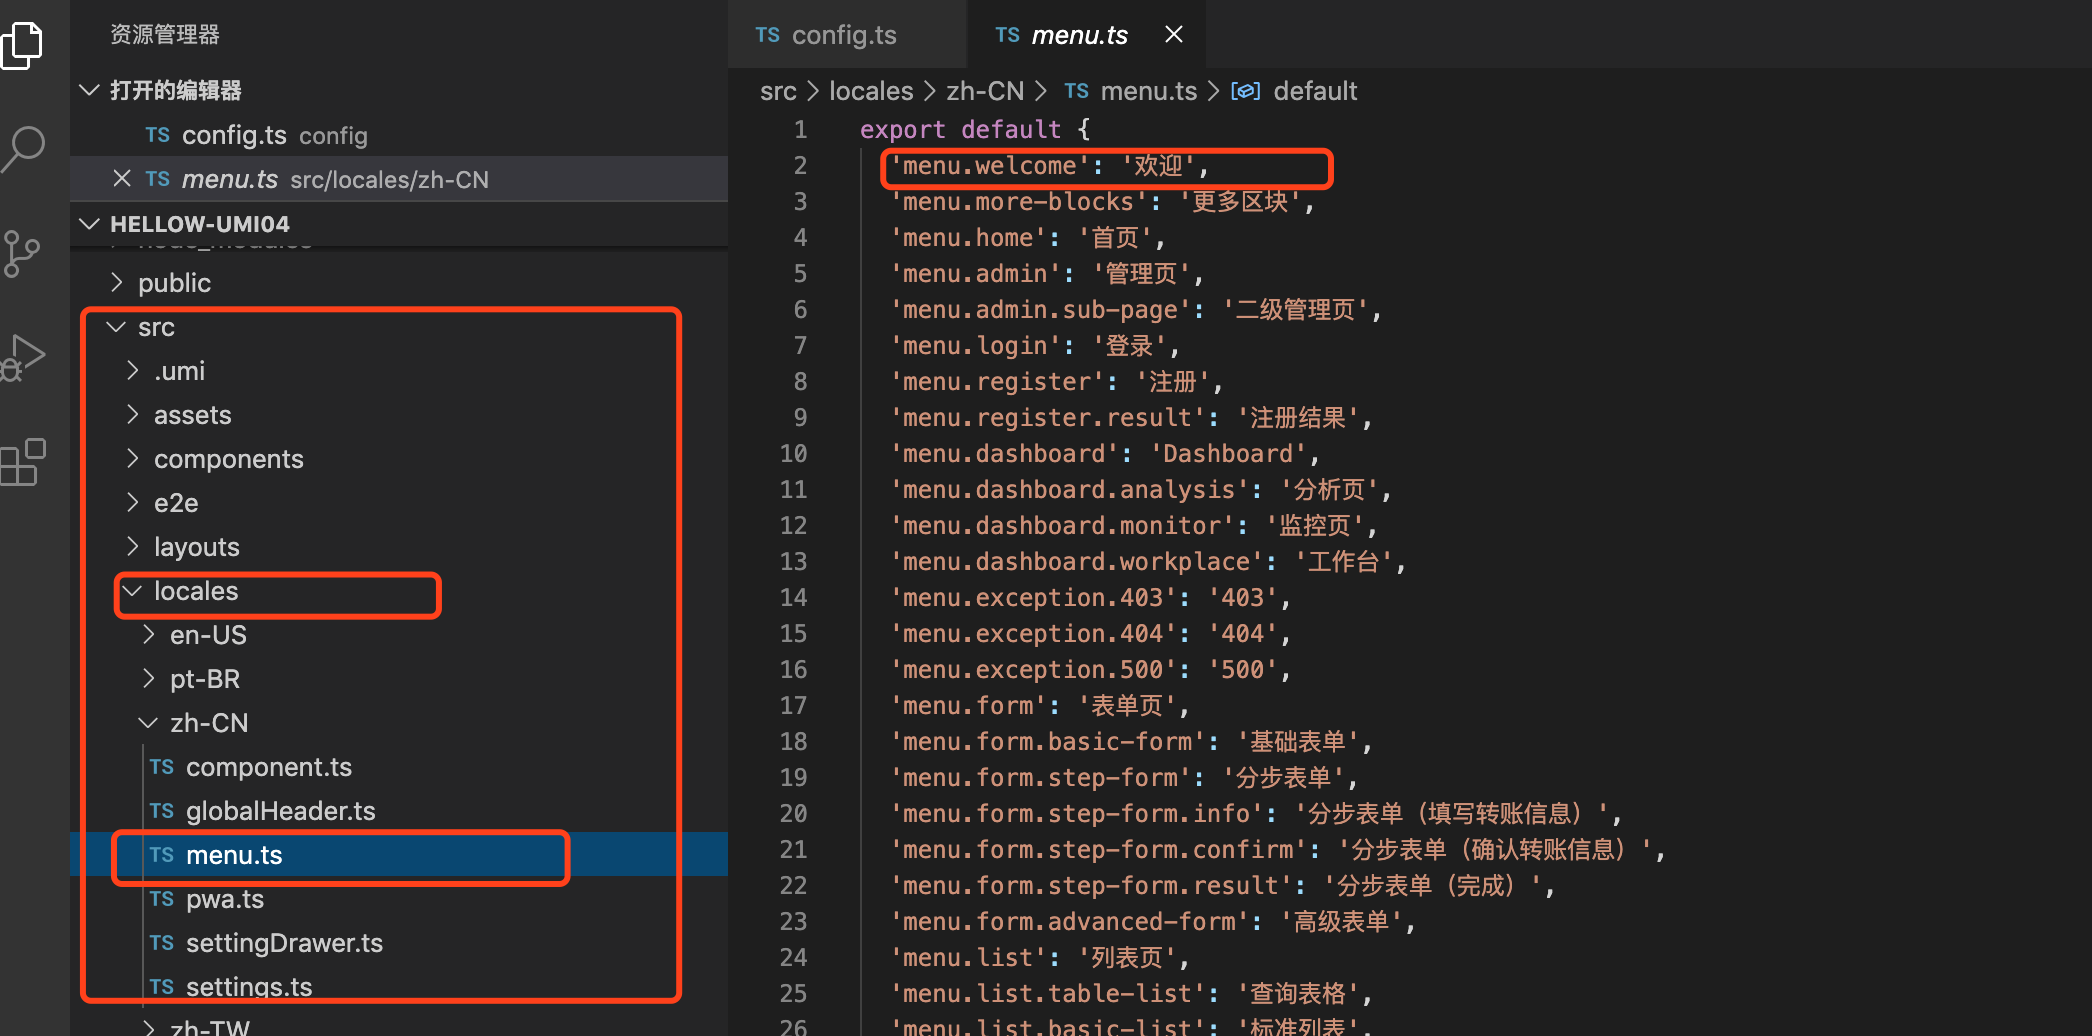 资源管理器
打开的编辑器
TS config.ts config
TS menu.ts src/locales/zh-CN
HELLOW-UMI04
node_modules
public
src
.umi
assets
components
e2e
layouts
locales
en-US
pt-BR
zh-CN
TS component.ts
TS globalHeader.ts
TS menu.ts
TS pwa.ts
TS settingDrawer.ts
TS settings.ts
zh-TW
TS config.ts
TS menu.ts
src > locales > zh-CN > TS menu.ts > default
1 export default {
2 'menu.welcome': '欢迎',
3 'menu.more-blocks': '更多区块',
4 'menu.home': '首页',
5 'menu.admin': '管理页',
6 'menu.admin.sub-page': '二级管理页',
7 'menu.login': '登录',
8 'menu.register': '注册',
9 'menu.register.result': '注册结果',
10 'menu.dashboard': 'Dashboard',
11 'menu.dashboard.analysis': '分析页',
12 'menu.dashboard.monitor': '监控页',
13 'menu.dashboard.workplace': '工作台',
14 'menu.exception.403': '403',
15 'menu.exception.404': '404',
16 'menu.exception.500': '500',
17 'menu.form': '表单页',
18 'menu.form.basic-form': '基础表单',
19 'menu.form.step-form': '分步表单',
20 'menu.form.step-form.info': '分步表单（填写转账信息）',
21 'menu.form.step-form.confirm': '分步表单（确认转账信息）',
22 'menu.form.step-form.result': '分步表单（完成）',
23 'menu.form.advanced-form': '高级表单',
24 'menu.list': '列表页',
25 'menu.list.table-list': '查询表格',
26 'menu.list.basic-list': '标准列表',